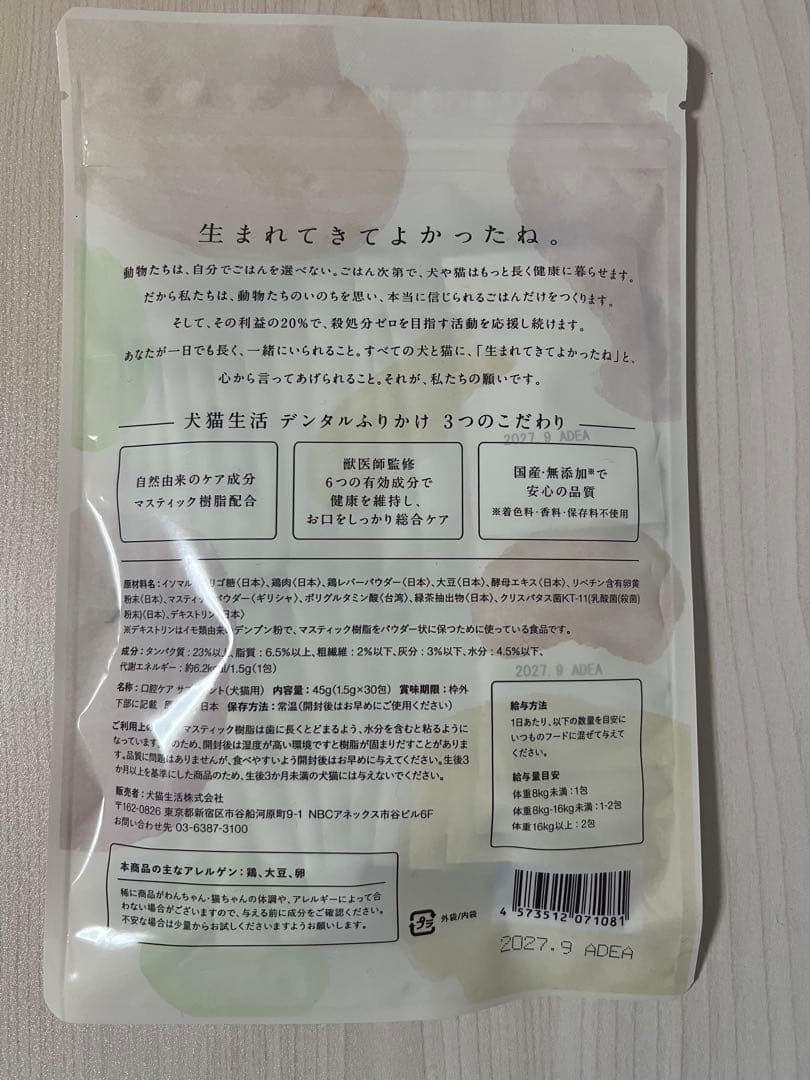 生まれてきてよかったね。
動物たちは、自分でごはんを選べない。ごはん次第で、犬や猫はもっと長く健康に暮らせます。
だから私たちは、動物たちのいのちを思い、本当に信じられるごはんだけをつくります。
そして、その利益の20%で、殺処分ゼロを目指す活動を応援し続けます。
あなたが一日でも長く、一緒にいられること。すべての犬と猫に、「生まれてきてよかったね」と、
心から言ってあげられること。それが、私たちの願いです。
犬猫生活 デンタルふりかけ 3つのこだわり
2027.9 ADEA
自然由来のケア成分
マスティック樹脂配合
獣医師監修
6つの有効成分で
健康を維持し、
お口をしっかり総合ケア
国産・無添加※で
安心の品質
※着色料・香料・保存料不使用
原材料名：イソマル リゴ糖〈日本〉、鶏肉〈日本〉、鶏レバーパウダー〈日本〉、大豆〈日本〉、酵母エキス〈日本〉、リベチン含有卵黄
粉末〈日本〉、マスティッ パウダー〈ギリシャ〉、ポリグルタミン酸〈台湾〉、緑茶抽出物〈日本〉、クリスパタス菌KT-11{乳酸菌(殺菌)
粉末}〈日本〉、デキストリン 日本〉
※デキストリンはイモ類由来の デンプン粉で、マスティック樹脂をパウダー状に保つために使っている食品です。
成分：タンパク質：23%以上、脂質：6.5%以上、粗繊維：2%以下、灰分：3%以下、水分：4.5%以下、
代謝エネルギー：約6.2kcal/1.5g(1包)
2027.9 ADEA
名称：口腔ケア サプ ント(犬猫用) 内容量：45g(1.5g×30包) 賞味期限：枠外
下部に記載 日本 保存方法：常温(開封後はお早めにご使用ください)
ご利用上の マスティック樹脂は歯に長くとどまるよう、水分を含むと粘るように
なっています。 のため、開封後は湿度が高い環境ですと樹脂が固まりだすことがありま
す。品質に問題 ありませんが、食べやすいよう開封後はお早めに与えてください。生後3
か月以上を基準にした商品のため、生後3か月未満の犬猫には与えないでください。
販売者：犬猫生活株式会社
〒162-0826 東京都新宿区市谷船河原町9-1 NBCアネックス市谷ビル6F
お問い合わせ先 03-6387-3100
給与方法
1日あたり、以下の数量を目安に
いつものフードに混ぜて与えて
ください。
給与量目安
体重8kg未満：1包
体重8kg-16kg未満：1-2包
体重16kg以上：2包
本商品の主なアレルゲン：鶏、大豆、卵
稀に商品がわんちゃん・猫ちゃんの体調や、アレルギーによって合
わない場合がございますので、与える前に成分をご確認ください。
不安な場合は少量からお試しくださいますようお願いします。
プラ
外袋/内袋
4 573512 071081
2027.9 ADEA